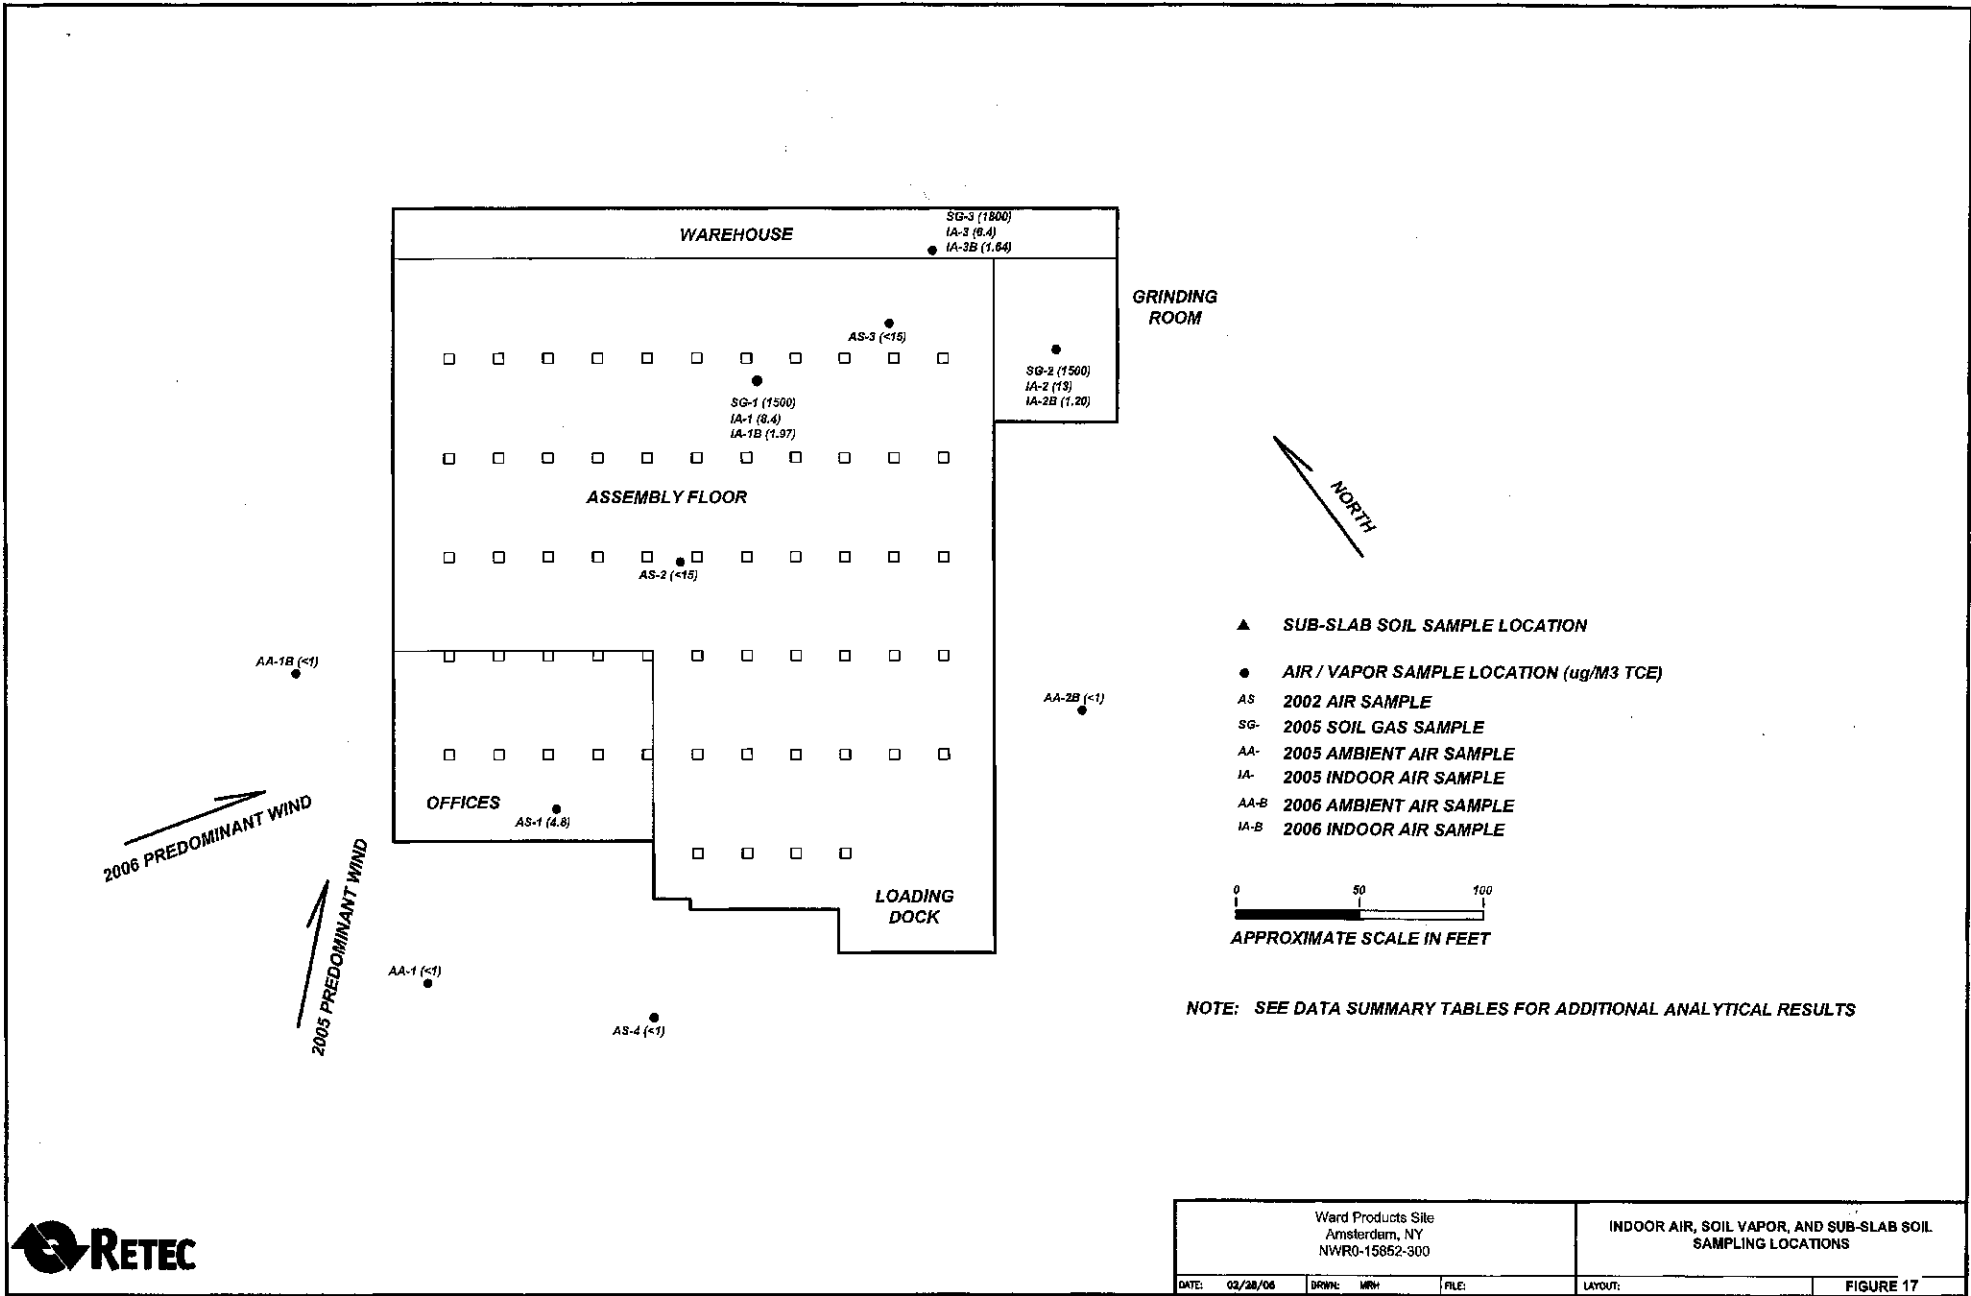 SG-3 (1800)
IA-3 (6.4)
IA-3B (1.64)
WAREHOUSE
GRINDING
ROOM
AS-3 (<15)
SG-2 (1500)
IA-2 (13)
IA-2B (1.20)
SG-1 (1500)
IA-1 (8.4)
IA-1B (1.97)
ASSEMBLY FLOOR
NORTH
AS-2 (<15)
AA-1B (<1)
AA-2B (<1)
OFFICES
AS-1 (4.8)
2006 PREDOMINANT WIND
2005 PREDOMINANT WIND
LOADING
DOCK
AA-1 (<1)
AS-4 (<1)
SUB-SLAB SOIL SAMPLE LOCATION
AIR / VAPOR SAMPLE LOCATION (ug/M3 TCE)
AS 2002 AIR SAMPLE
SG- 2005 SOIL GAS SAMPLE
AA- 2005 AMBIENT AIR SAMPLE
IA- 2005 INDOOR AIR SAMPLE
AA-B 2006 AMBIENT AIR SAMPLE
IA-B 2006 INDOOR AIR SAMPLE
0 50 100
APPROXIMATE SCALE IN FEET
NOTE: SEE DATA SUMMARY TABLES FOR ADDITIONAL ANALYTICAL RESULTS
RETEC
Ward Products Site
Amsterdam, NY
NWR0-15852-300
INDOOR AIR, SOIL VAPOR, AND SUB-SLAB SOIL
SAMPLING LOCATIONS
DATE: 02/28/06 DRWN: MRH FILE: LAYOUT: FIGURE 17